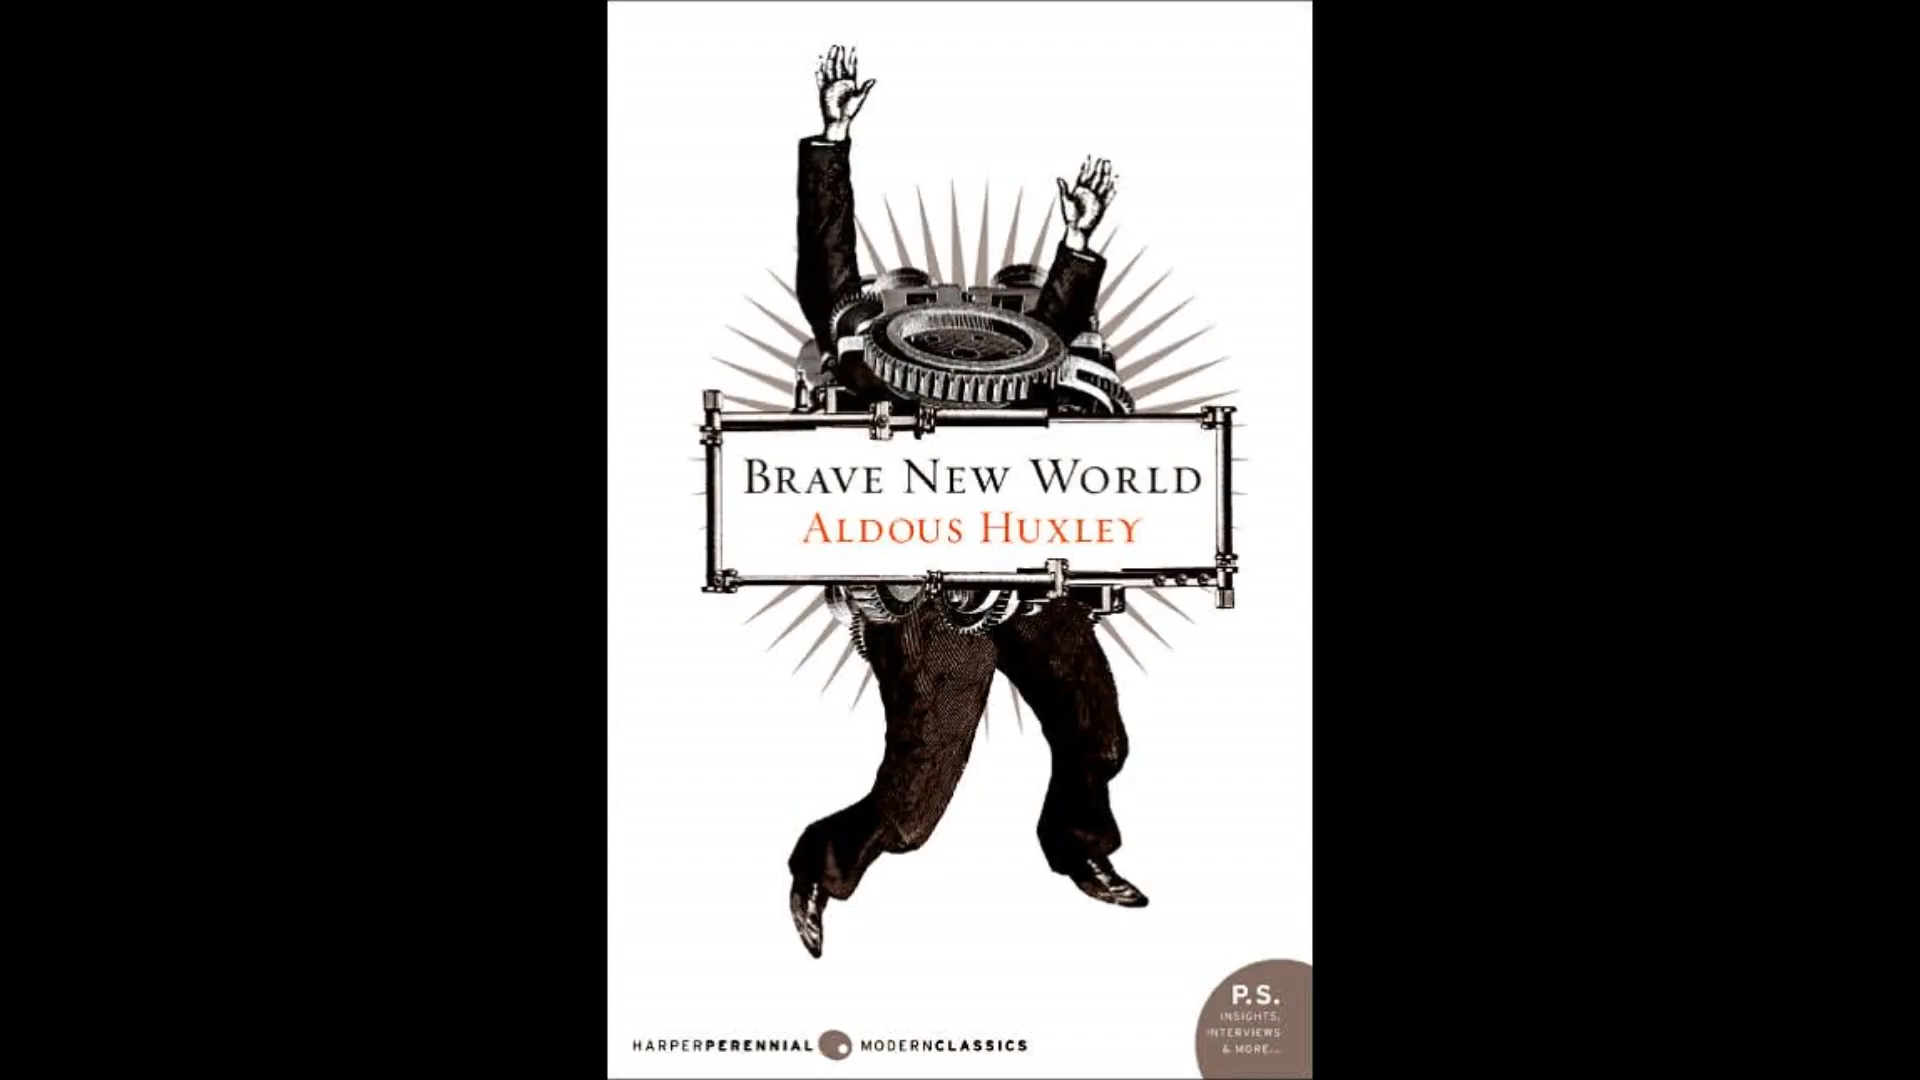 BRAVE NEW WORLD
ALDOUS HUXLEY
P.S.
INSIGHTS,
INTERVIEWS
& MORE...
HARPERPERENNIAL MODERNCLASSICS